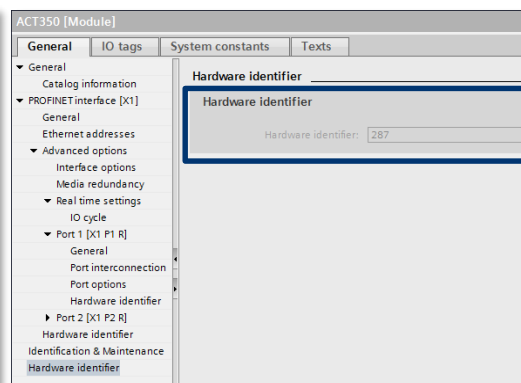 ACT350 [Module]
General IO tags System constants Texts
General
Catalog information
PROFINET interface [X1]
General
Ethernet addresses
Advanced options
Interface options
Media redundancy
Real time settings
IO cycle
Port 1 [X1 P1 R]
General
Port interconnection
Port options
Hardware identifier
Port 2 [X1 P2 R]
Hardware identifier
Identification & Maintenance
Hardware identifier
Hardware identifier
Hardware identifier
Hardware identifier: 287